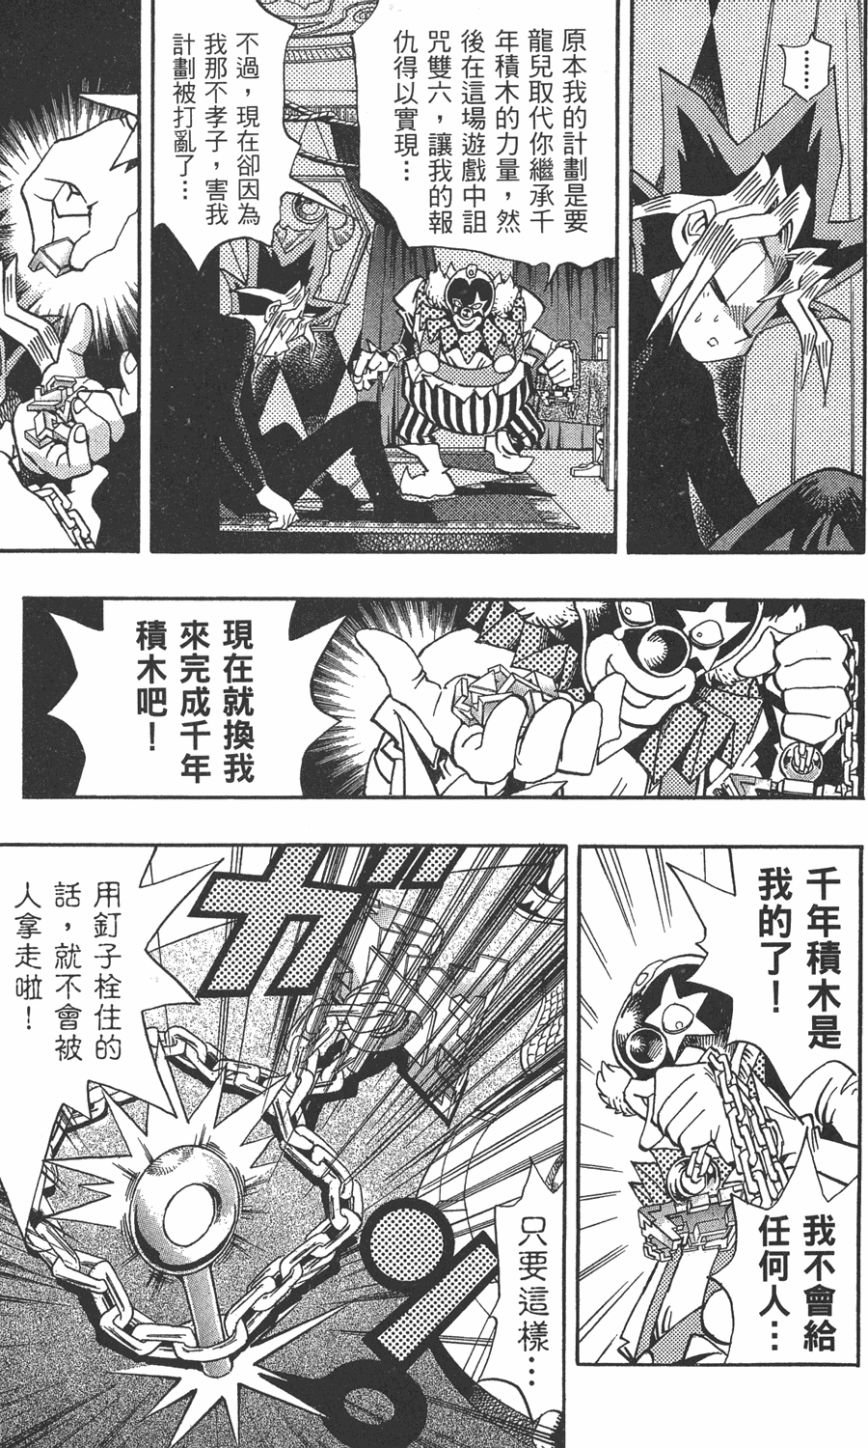 ……
原本我的計劃是要
龍兒取代你繼承千
年積木的力量，然
後在這場遊戲中詛
咒雙六，讓我的報
仇得以實現…
不過，現在卻因為
我那不孝子，害我
計劃被打亂了…
現在就換我
來完成千年
積木吧！
千年積木是
我的了！
我不會給
任何人…
只要這樣…
用釘子栓住的
話，就不會被
人拿走啦！
ガ